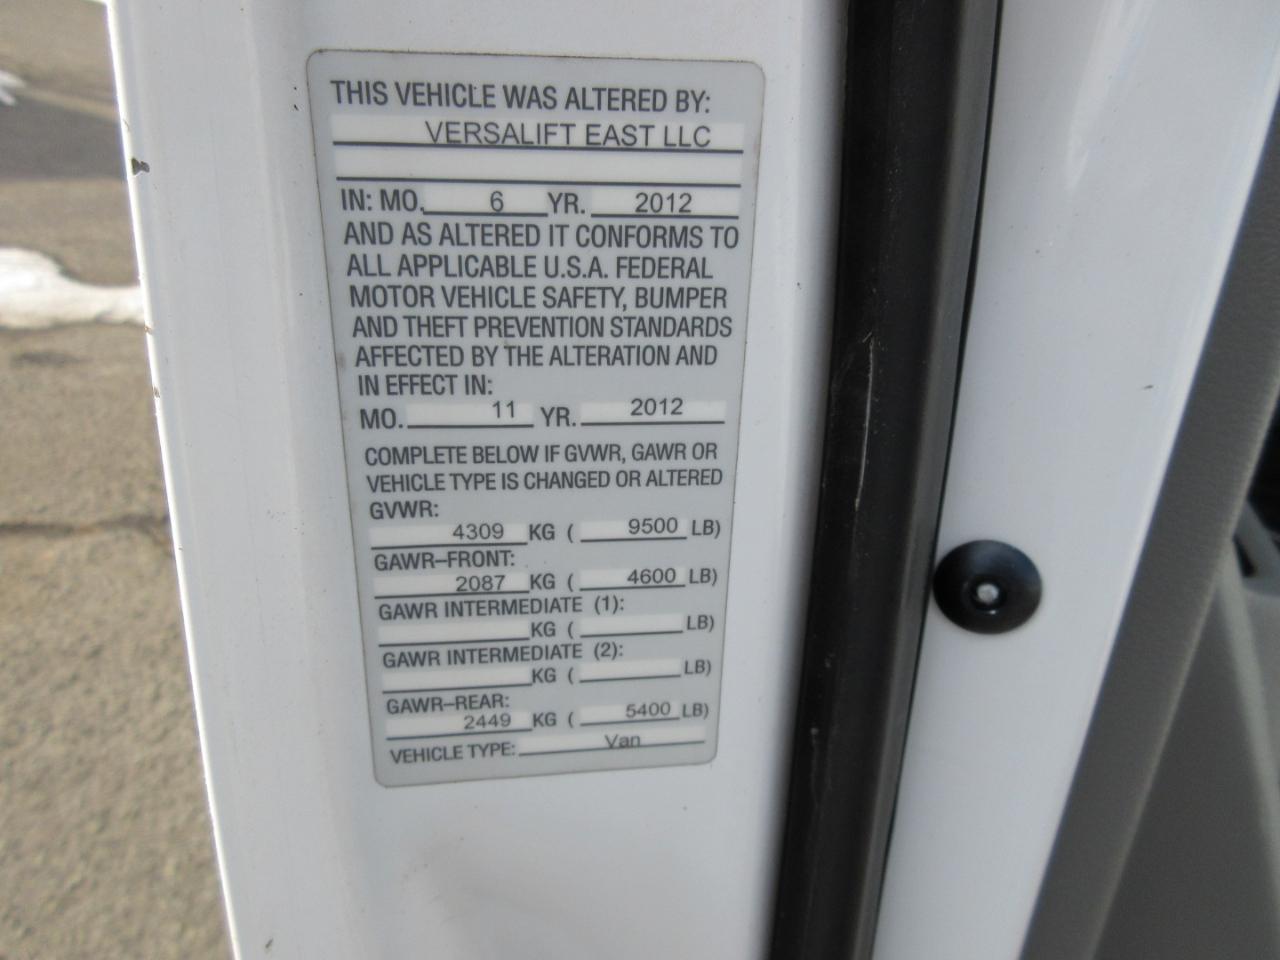 THIS VEHICLE WAS ALTERED BY:
VERSALIFT EAST LLC
IN: MO. 6 YR. 2012
AND AS ALTERED IT CONFORMS TO
ALL APPLICABLE U.S.A. FEDERAL
MOTOR VEHICLE SAFETY, BUMPER
AND THEFT PREVENTION STANDARDS
AFFECTED BY THE ALTERATION AND
IN EFFECT IN:
MO. 11 YR. 2012
COMPLETE BELOW IF GVWR, GAWR OR
VEHICLE TYPE IS CHANGED OR ALTERED
GVWR:
4309 KG ( 9500 LB)
GAWR–FRONT:
2087 KG ( 4600 LB)
GAWR INTERMEDIATE (1):
KG ( LB)
GAWR INTERMEDIATE (2):
KG ( LB)
GAWR–REAR:
2449 KG ( 5400 LB)
VEHICLE TYPE: Van